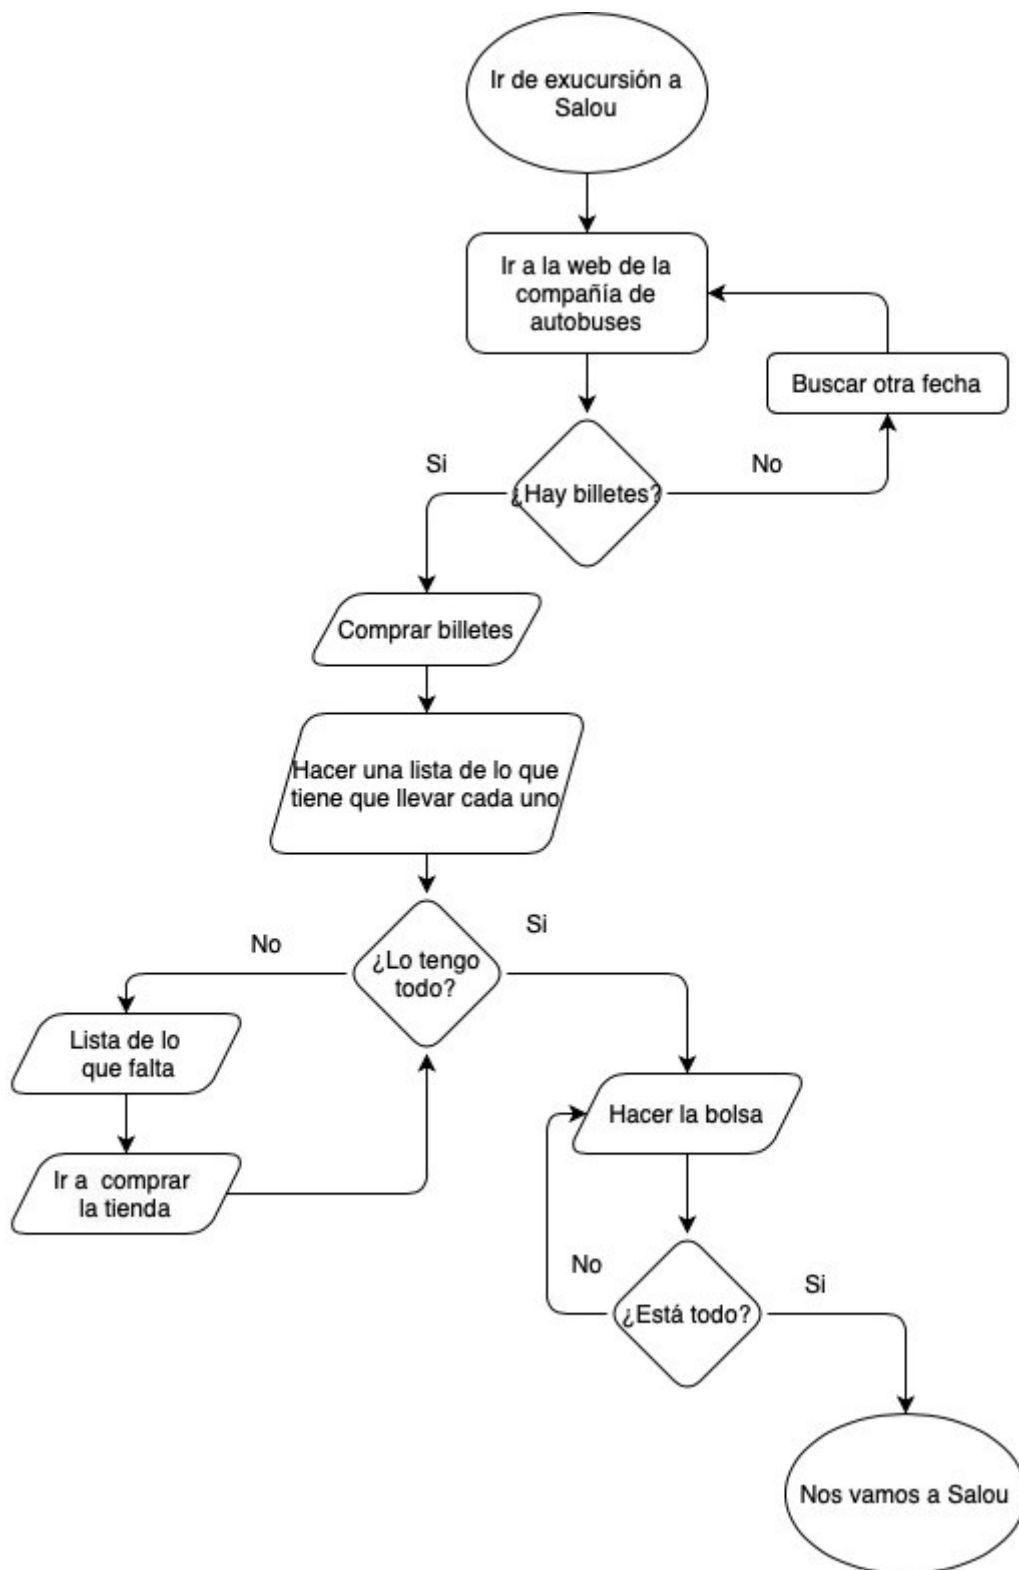 Ir de exucursión a
Salou
Ir a la web de la
compañía de
autobuses
Buscar otra fecha
Si
No
¿Hay billetes?
Comprar billetes
Hacer una lista de lo que
tiene que llevar cada uno
No
Si
¿Lo tengo
todo?
Lista de lo
que falta
Ir a comprar
la tienda
Hacer la bolsa
No
Si
¿Está todo?
Nos vamos a Salou